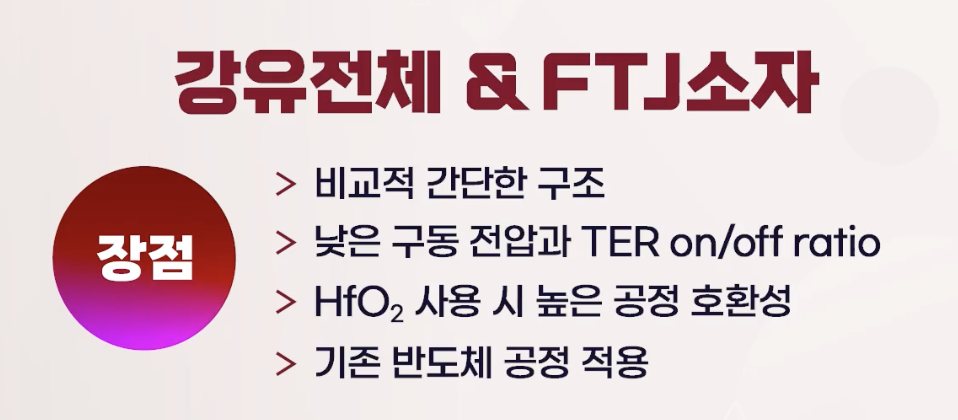 강유전체 & FTJ소자
장점
> 비교적 간단한 구조
> 낮은 구동 전압과 TER on/off ratio
> HfO₂ 사용 시 높은 공정 호환성
> 기존 반도체 공정 적용